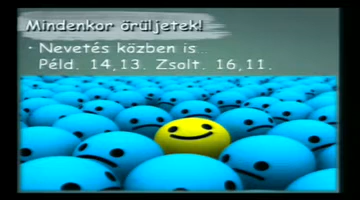 Mindenkor örüljetek!
• Nevetés közben is…
Péld. 14,13. Zsolt. 16,11.